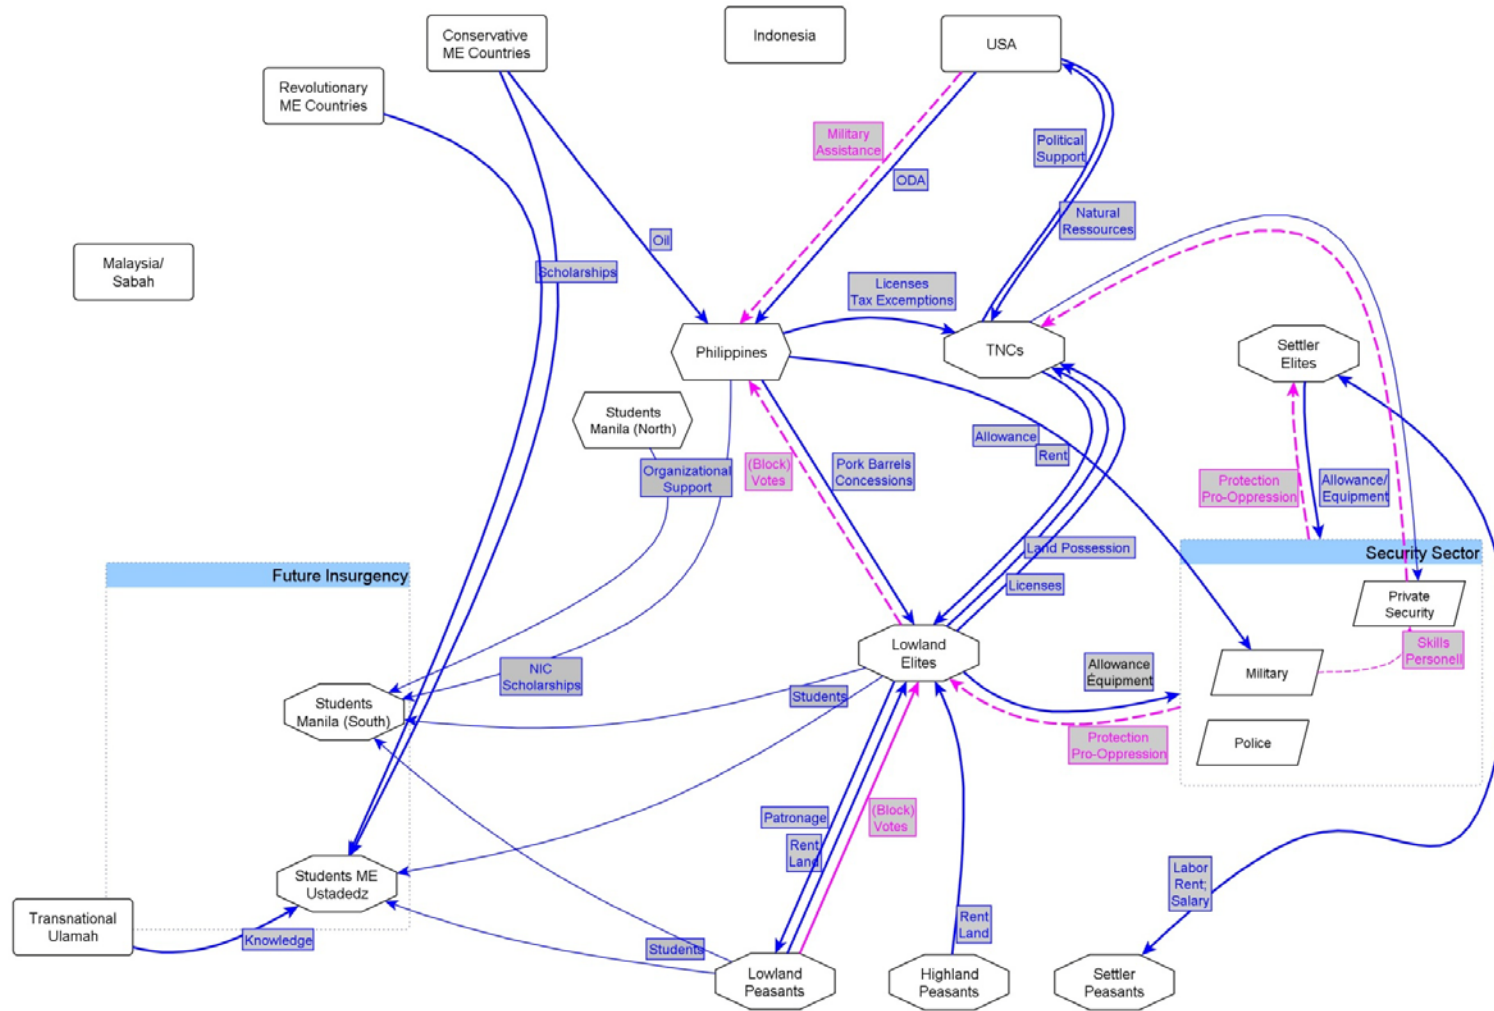 Conservative
ME Countries
Indonesia
USA
Revolutionary
ME Countries
Military
Assistance
Political
Support
ODA
Natural
Ressources
Oil
Malaysia/
Sabah
Scholarships
Licenses
Tax Excemptions
Philippines
TNCs
Settler
Elites
Students
Manila (North)
Allowance
Rent
Organizational
Support
(Block)
Votes
Pork Barrels
Concessions
Protection
Pro-Oppression
Allowance/
Equipment
Land Possession
Security Sector
Future Insurgency
Licenses
Private
Security
Lowland
Elites
Skills
Personell
NIC
Scholarships
Allowance
Equipment
Military
Students
Students
Manila (South)
Protection
Pro-Oppression
Police
Patronage
(Block)
Votes
Rent
Land
Students ME
Ustadedz
Labor
Rent;
Salary
Transnational
Ulamah
Knowledge
Students
Rent
Land
Lowland
Peasants
Highland
Peasants
Settler
Peasants